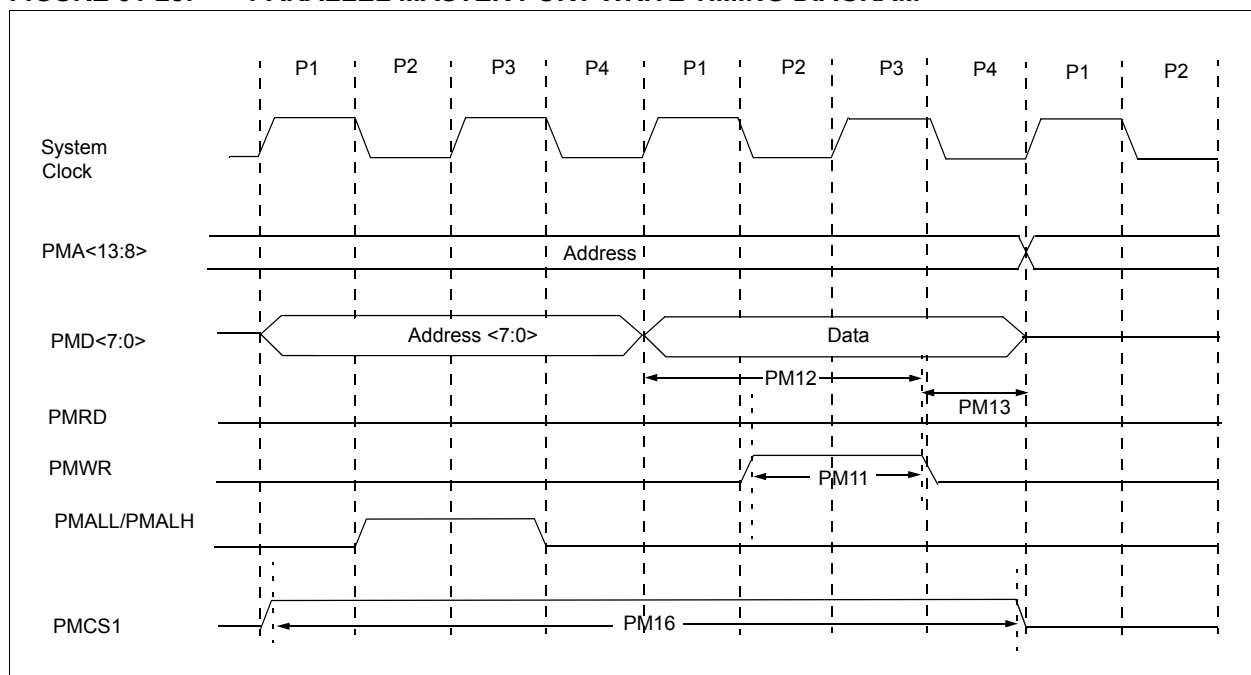 P1 P2 P3 P4 P1 P2 P3 P4 P1 P2
System
Clock
PMA<13:8>
Address
PMD<7:0>
Address <7:0>
Data
PM12
PM13
PMRD
PMWR
PM11
PMALL/PMALH
PMCS1
PM16